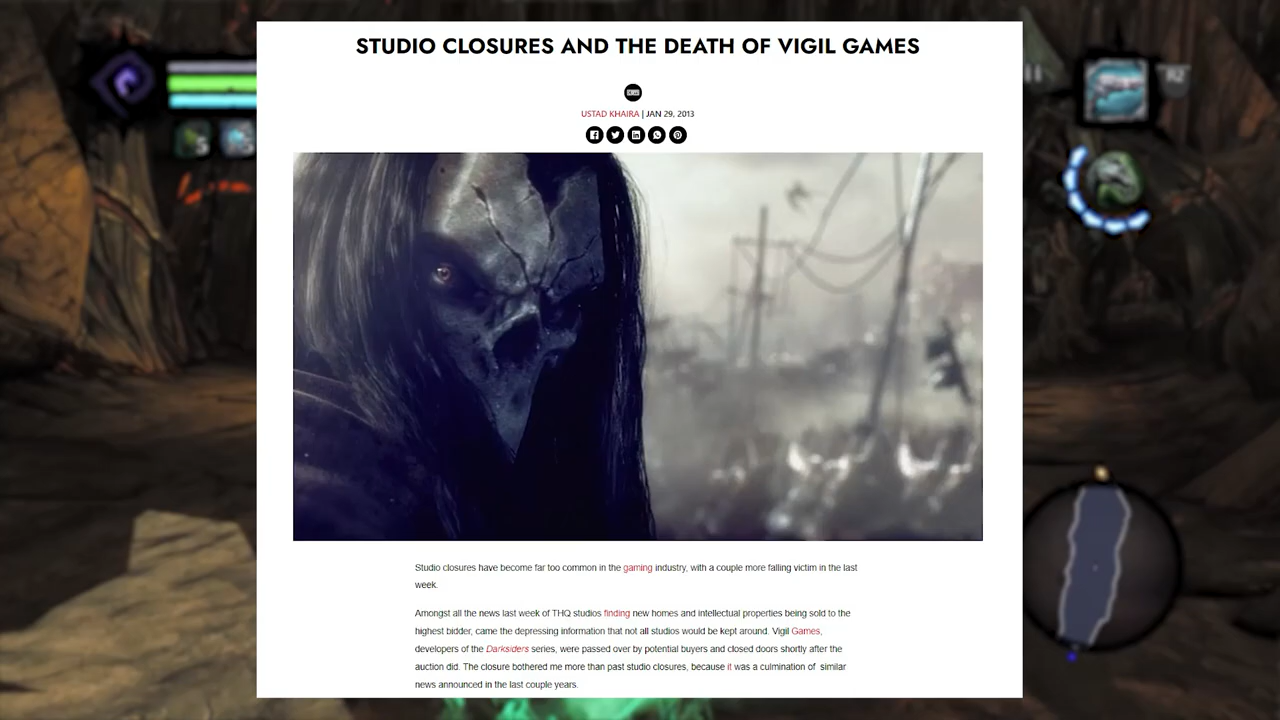 STUDIO CLOSURES AND THE DEATH OF VIGIL GAMES
USTAD KHAIRA | JAN 29, 2013
Studio closures have become far too common in the gaming industry, with a couple more falling victim in the last
week.
Amongst all the news last week of THQ studios finding new homes and intellectual properties being sold to the
highest bidder, came the depressing information that not all studios would be kept around. Vigil Games,
developers of the Darksiders series, were passed over by potential buyers and closed doors shortly after the
auction did. The closure bothered me more than past studio closures, because it was a culmination of similar
news announced in the last couple years.
5
5
R2